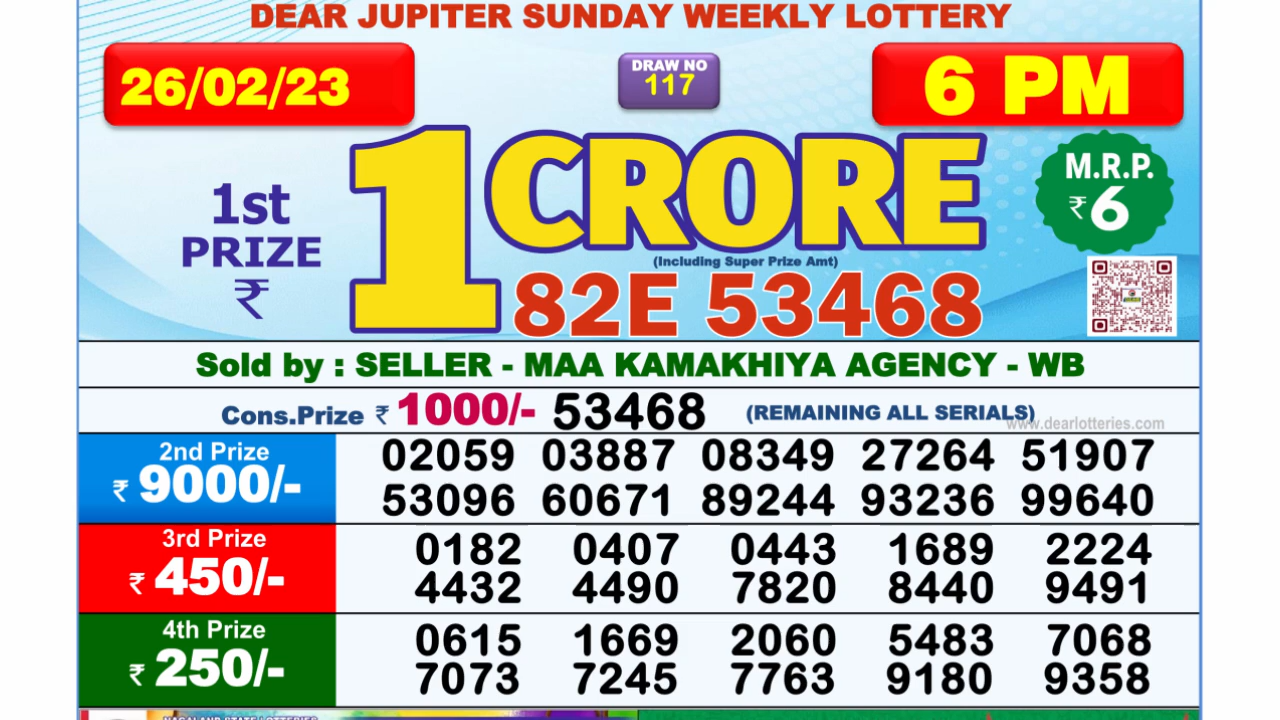 DEAR JUPITER SUNDAY WEEKLY LOTTERY
26/02/23
DRAW NO
117
6 PM
1st
PRIZE
₹
1 CRORE
(Including Super Prize Amt)
82E 53468
M.R.P.
₹ 6
Sold by : SELLER - MAA KAMAKHIYA AGENCY - WB
Cons.Prize ₹ 1000/- 53468 (REMAINING ALL SERIALS)
www.dearlotteries.com
2nd Prize
₹ 9000/-
02059 03887 08349 27264 51907
53096 60671 89244 93236 99640
3rd Prize
₹ 450/-
0182 0407 0443 1689 2224
4432 4490 7820 8440 9491
4th Prize
₹ 250/-
0615 1669 2060 5483 7068
7073 7245 7763 9180 9358
NAGALAND STATE LOTTERIES